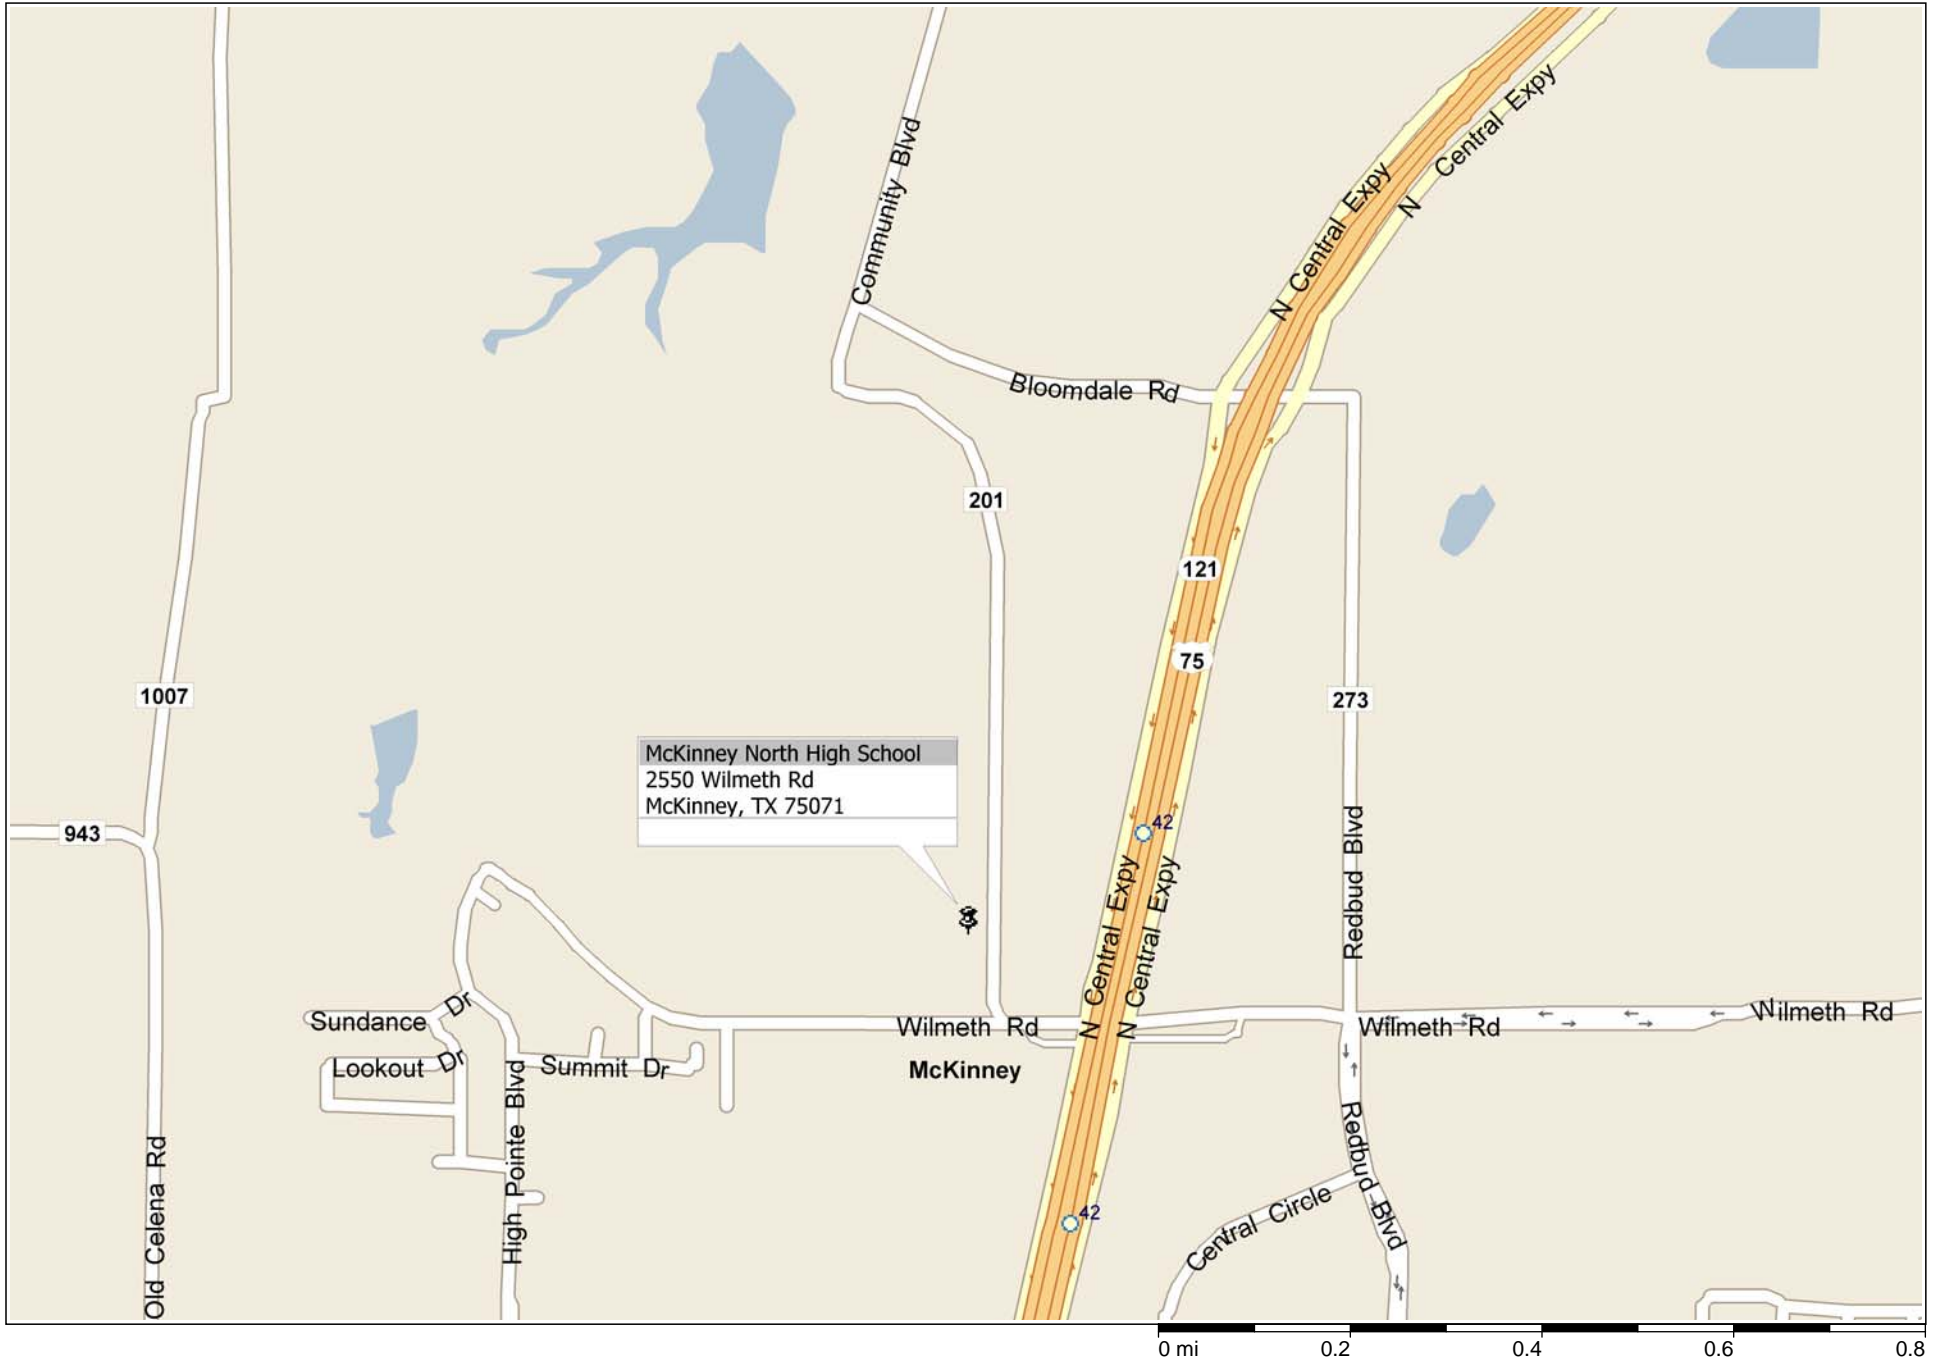 Community Blvd
N Central Expy
N Central Expy
Bloomdale Rd
201
121
75
1007
273
McKinney North High School
2550 Wilmeth Rd
McKinney, TX 75071
943
42
Redbud Blvd
N Central Expy
N Central Expy
Sundance Dr
Wilmeth Rd
Wilmeth Rd
Wilmeth Rd
Lookout Dr
Summit Dr
McKinney
High Pointe Blvd
Old Celena Rd
Redbud Blvd
Central Circle
42
0 mi 0.2 0.4 0.6 0.8